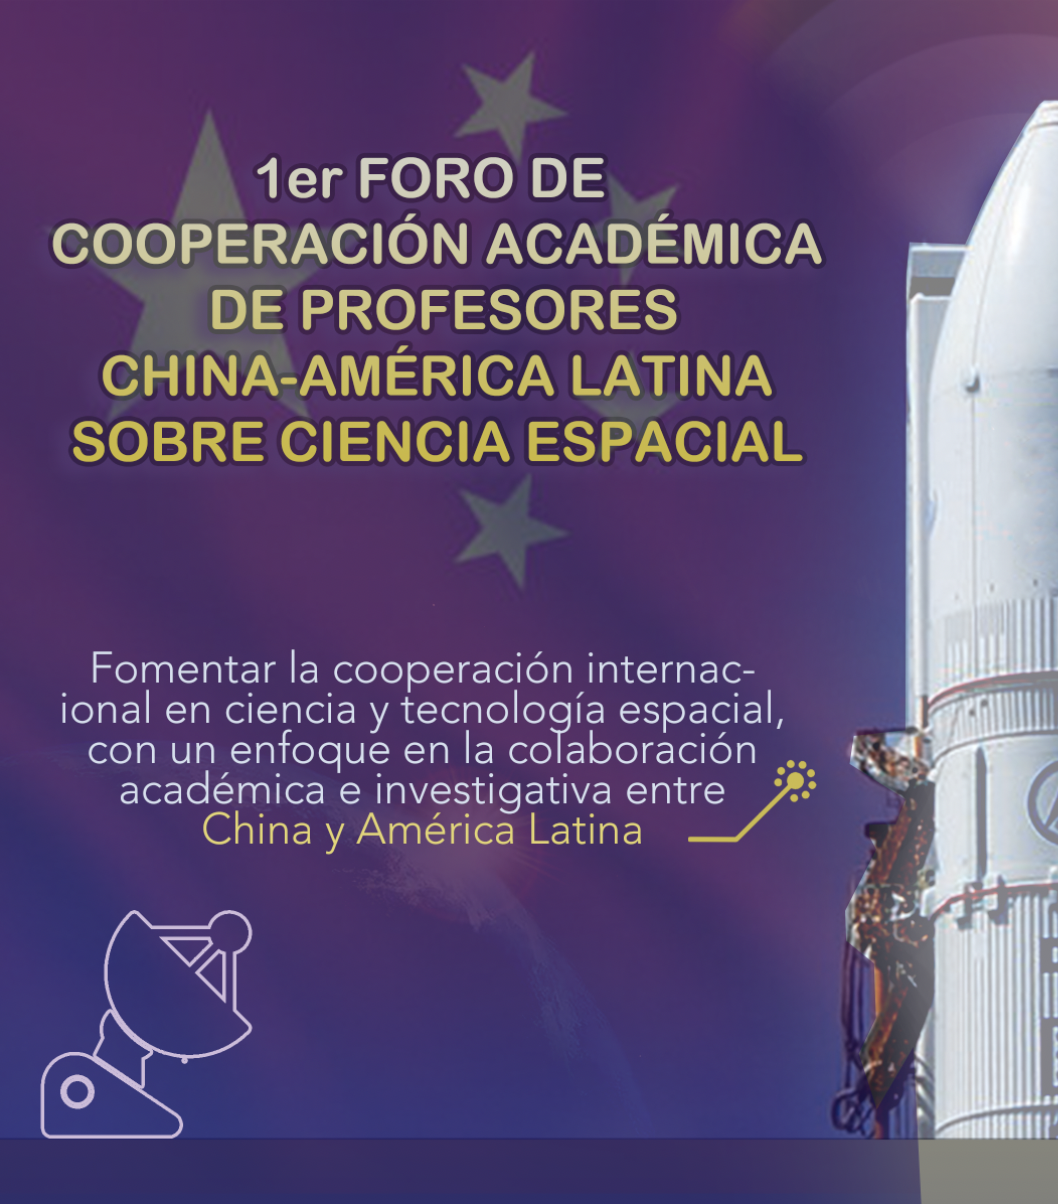 1er FORO DE
COOPERACIÓN ACADÉMICA
DE PROFESORES
CHINA-AMÉRICA LATINA
SOBRE CIENCIA ESPACIAL
Fomentar la cooperación internac-
ional en ciencia y tecnología espacial,
con un enfoque en la colaboración
académica e investigativa entre
China y América Latina